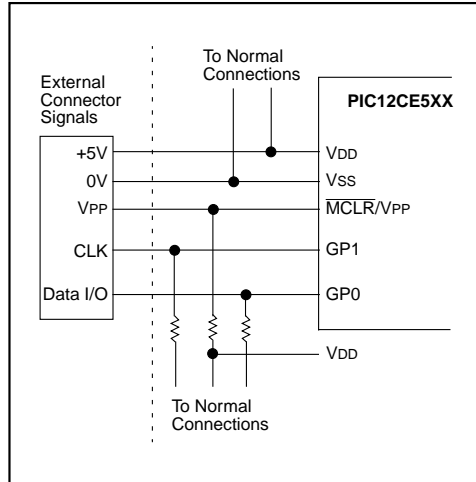 To Normal
Connections
External
Connector
Signals
PIC12CE5XX
+5V
VDD
0V
VSS
VPP
MCLR/VPP
CLK
GP1
Data I/O
GP0
VDD
To Normal
Connections